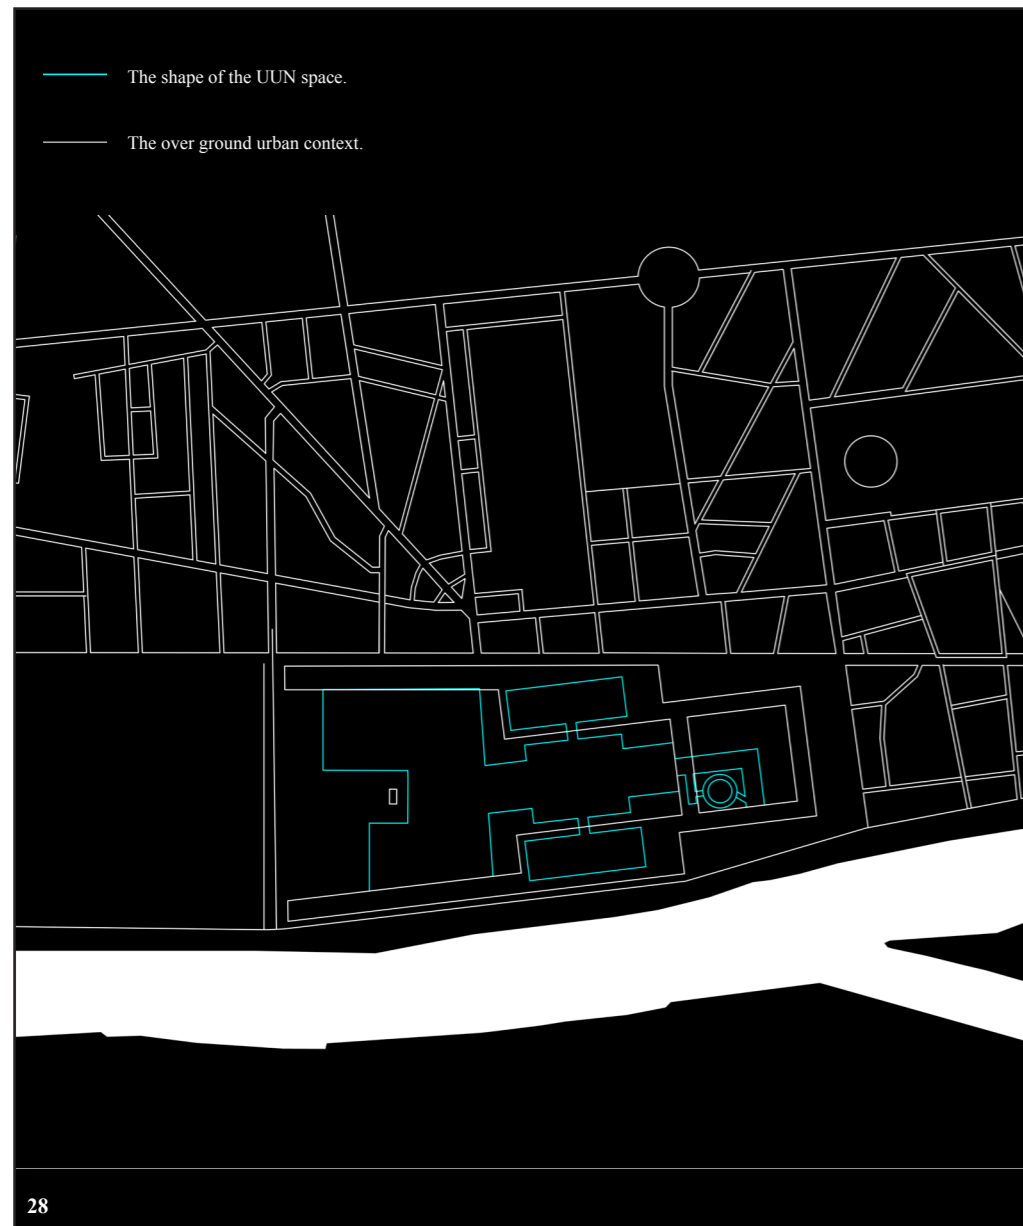 The shape of the UUN space.
The over ground urban context.
28